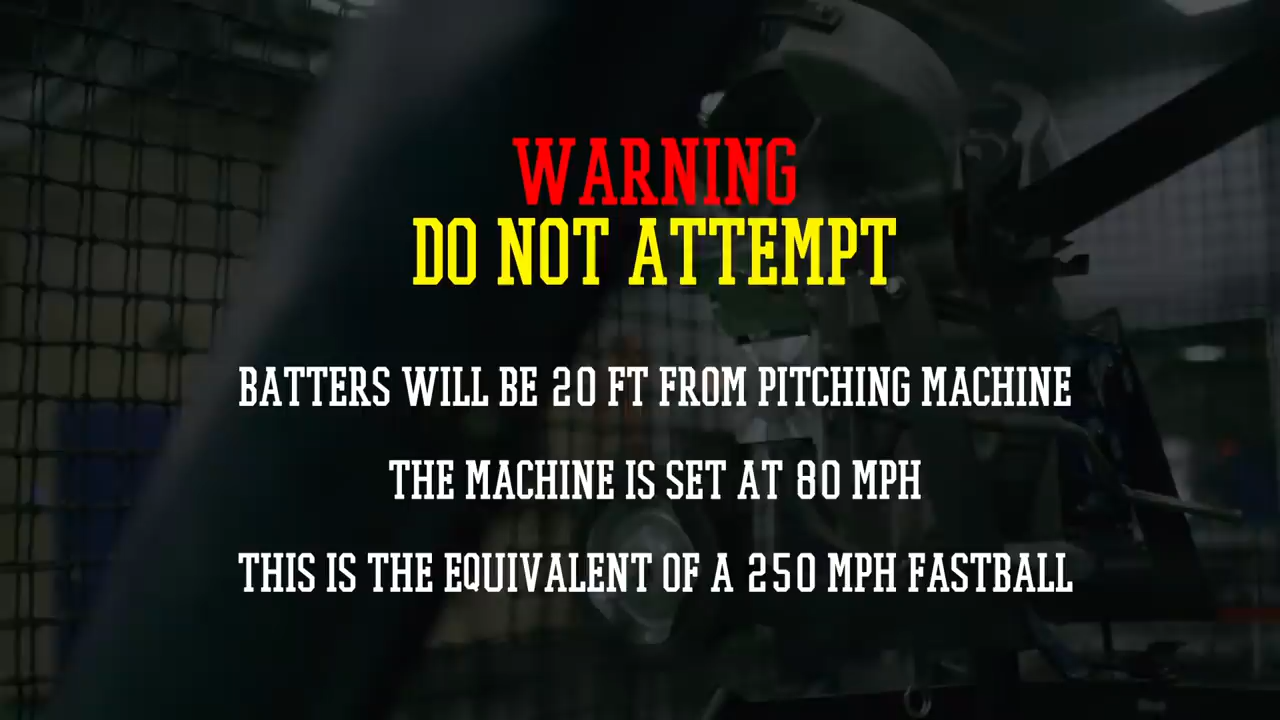 WARNING
DO NOT ATTEMPT
BATTERS WILL BE 20 FT FROM PITCHING MACHINE
THE MACHINE IS SET AT 80 MPH
THIS IS THE EQUIVALENT OF A 250 MPH FASTBALL